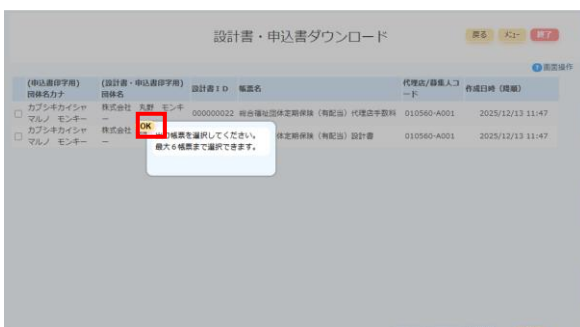 設計書・申込書ダウンロード
戻る メニュー 終了
?画面操作
(申込書印字用)
団体名カナ
(設計書・申込書印字用)
団体名
設計書ID 帳票名
代理店/募集人コード
作成日時(降順)
カブシキカイシャ
マルノ モンキー
株式会社 丸野 モンキー
000000022 総合福祉団体定期保険(有配当)代理店手数料 010560-A001 2025/12/13 11:47
カブシキカイシャ
マルノ モンキー
株式会社
ー
体定期保険(有配当)設計書 010560-A001 2025/12/13 11:47
OK
帳票を選択してください。
最大6帳票まで選択できます。